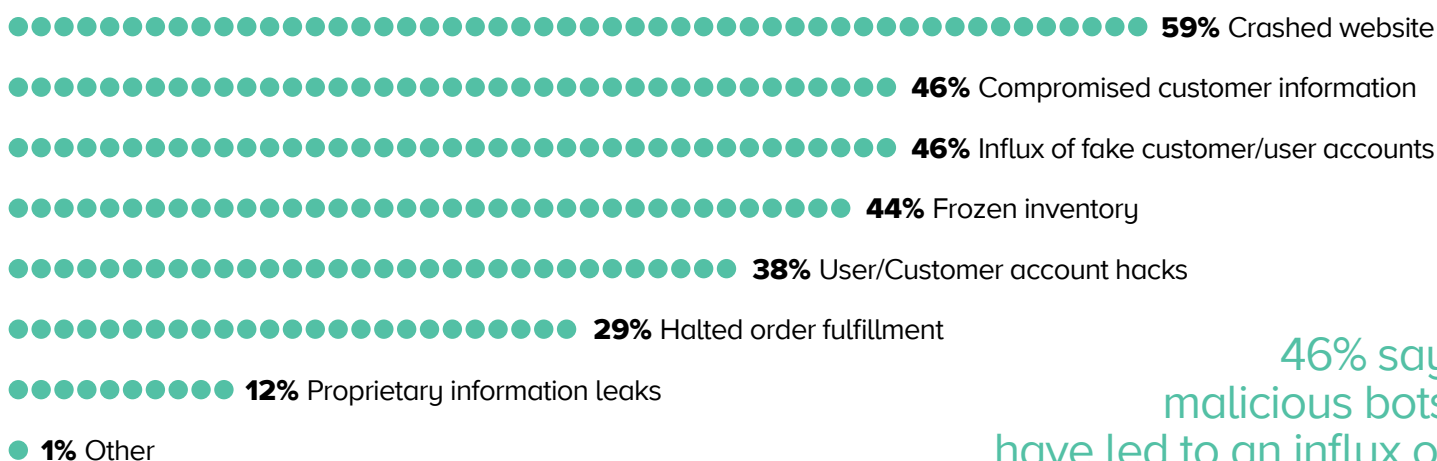 59% Crashed website
46% Compromised customer information
46% Influx of fake customer/user accounts
44% Frozen inventory
38% User/Customer account hacks
29% Halted order fulfillment
12% Proprietary information leaks
1% Other
46% say
malicious bots
have led to an influx o